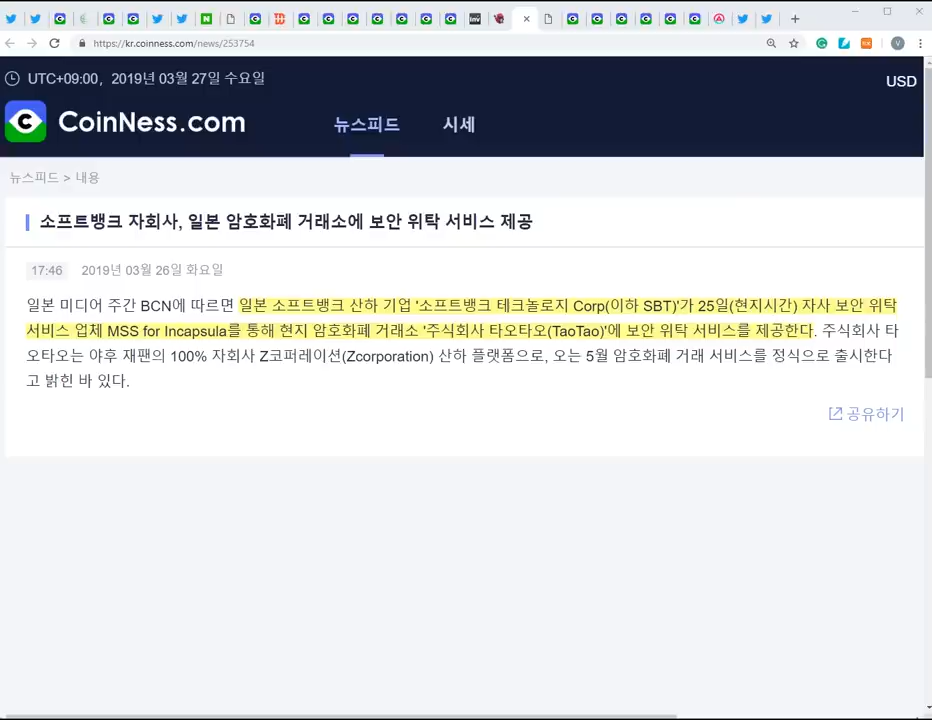 https://kr.coinness.com/news/253754
UTC+09:00, 2019년 03월 27일 수요일
USD
CoinNess.com
뉴스피드
시세
뉴스피드 > 내용
소프트뱅크 자회사, 일본 암호화폐 거래소에 보안 위탁 서비스 제공
17:46 2019년 03월 26일 화요일
일본 미디어 주간 BCN에 따르면 일본 소프트뱅크 산하 기업 '소프트뱅크 테크놀로지 Corp(이하 SBT)'가 25일(현지시간) 자사 보안 위탁
서비스 업체 MSS for Incapsula를 통해 현지 암호화폐 거래소 '주식회사 타오타오(TaoTao)'에 보안 위탁 서비스를 제공한다. 주식회사 타
오타오는 야후 재팬의 100% 자회사 Z코퍼레이션(Zcorporation) 산하 플랫폼으로, 오는 5월 암호화폐 거래 서비스를 정식으로 출시한다
고 밝힌 바 있다.
공유하기